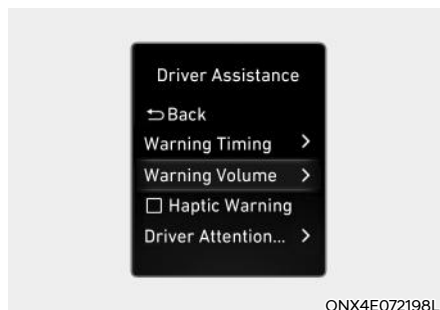 Driver Assistance
Back
Warning Timing
Warning Volume
Haptic Warning
Driver Attention...
ONX4E072198L